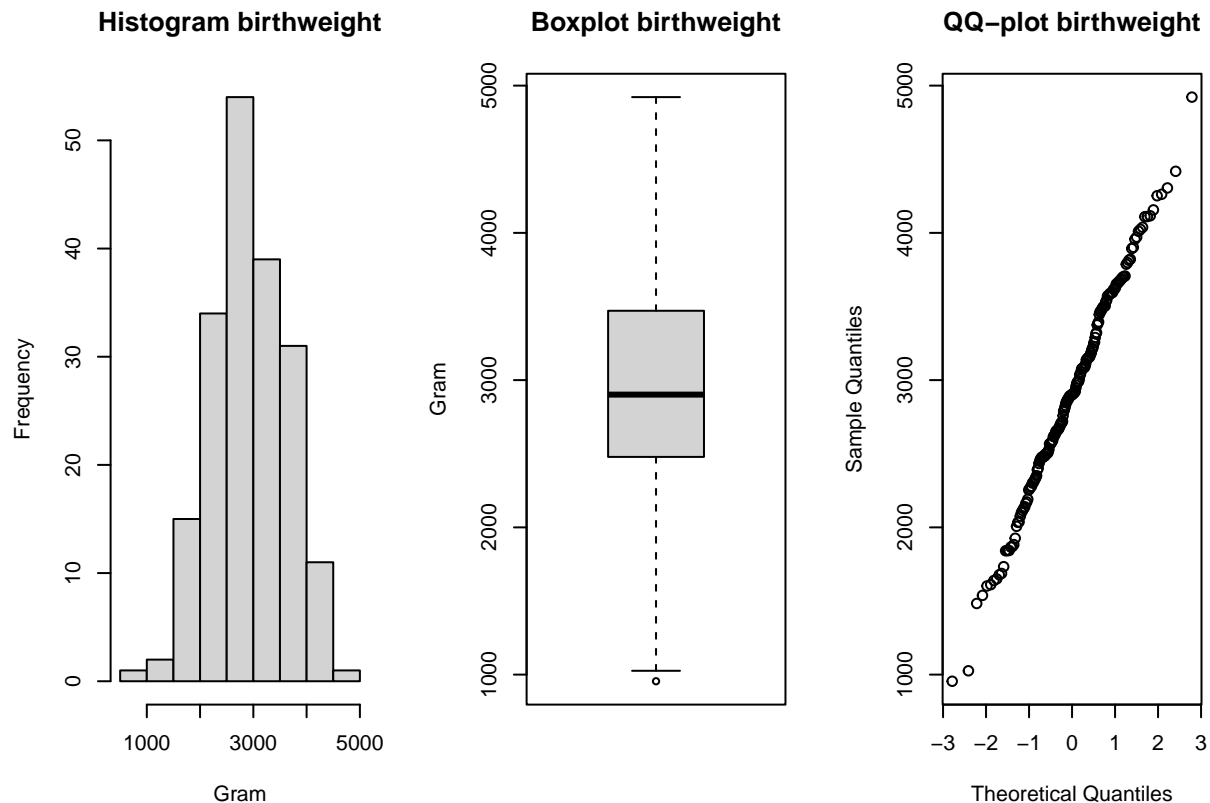 Histogram birthweight
Frequency
0
10
20
30
40
50
1000
3000
5000
Gram
Boxplot birthweight
Gram
1000
2000
3000
4000
5000
QQ−plot birthweight
Sample Quantiles
1000
2000
3000
4000
5000
−3 −2 −1 0 1 2 3
Theoretical Quantiles